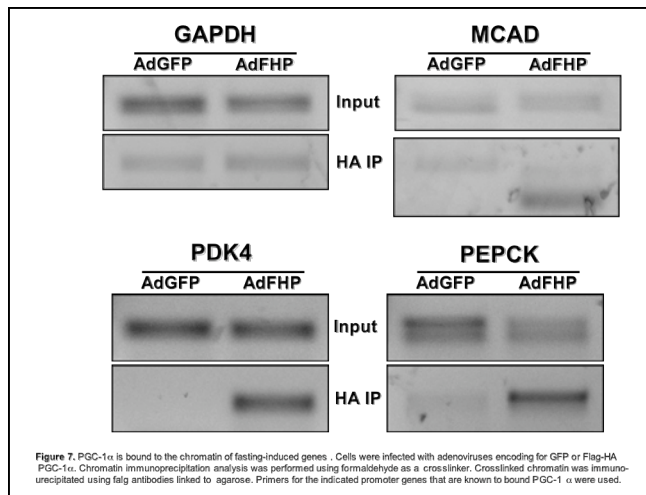 GAPDH MCAD
AdGFP AdFHP AdGFP AdFHP
Input
HA IP
PDK4 PEPCK
AdGFP AdFHP AdGFP AdFHP
Input
HA IP
Figure 7. PGC-1α is bound to the chromatin of fasting-induced genes . Cells were infected with adenoviruses encoding for GFP or Flag-HA
PGC-1α. Chromatin immunoprecipitation analysis was performed using formaldehyde as a crosslinker. Crosslinked chromatin was immuno-
urecipitated using falg antibodies linked to agarose. Primers for the indicated promoter genes that are known to bound PGC-1 α were used.